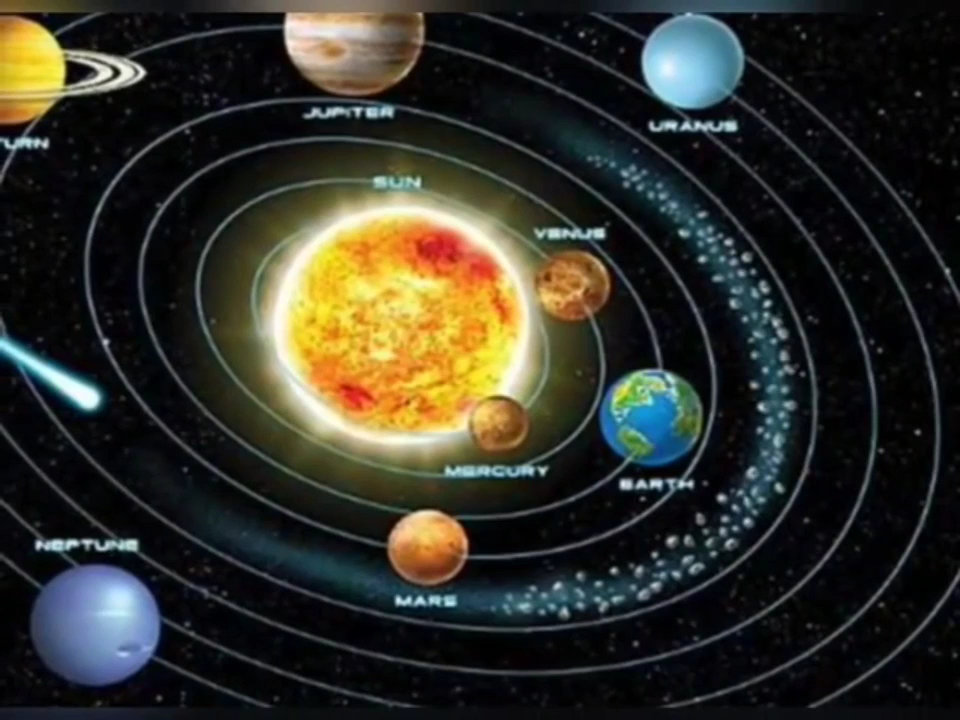 JUPITER
URANUS
TURN
SUN
VENUS
MERCURY
EARTH
NEPTUNE
MARS